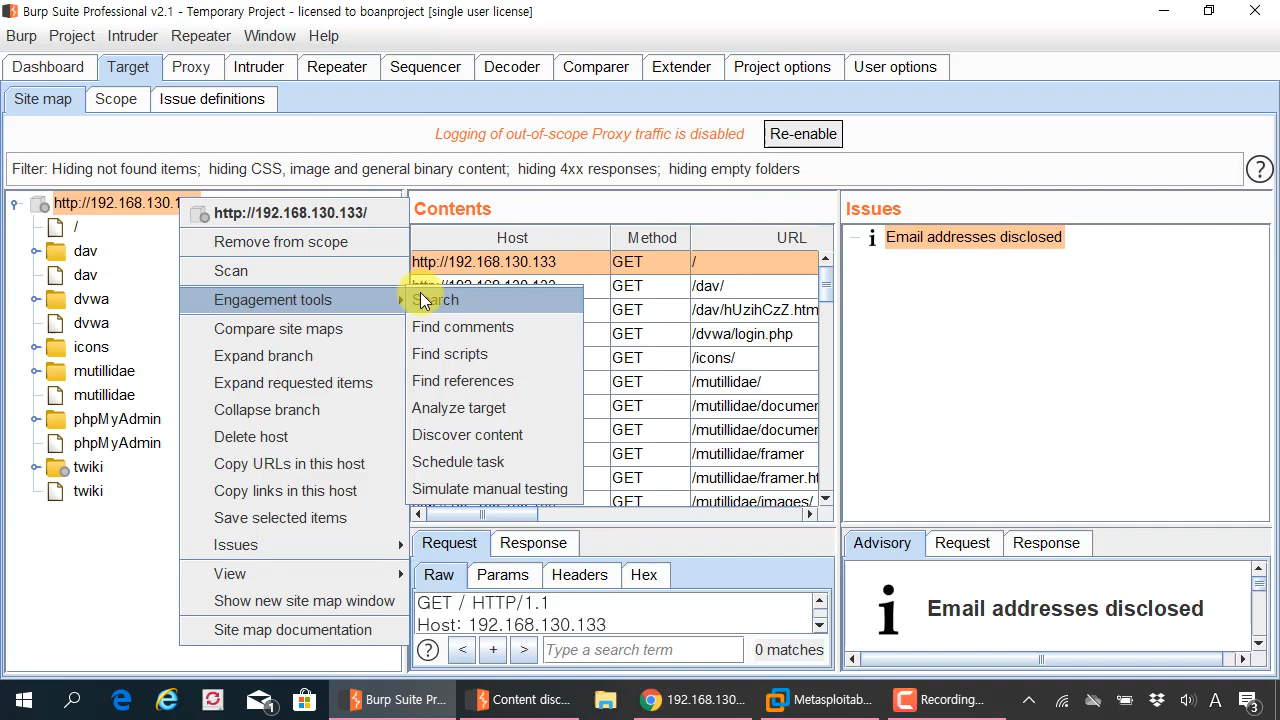 Burp Suite Professional v2.1 - Temporary Project - licensed to boanproject [single user license]
Burp Project Intruder Repeater Window Help
Dashboard Target Proxy Intruder Repeater Sequencer Decoder Comparer Extender Project options User options
Site map Scope Issue definitions
Logging of out-of-scope Proxy traffic is disabled Re-enable
Filter: Hiding not found items; hiding CSS, image and general binary content; hiding 4xx responses; hiding empty folders ?
http://192.168.130.1
/
dav
dav
dvwa
dvwa
icons
mutillidae
mutillidae
phpMyAdmin
phpMyAdmin
twiki
twiki
http://192.168.130.133/
Remove from scope
Scan
Engagement tools
Compare site maps
Expand branch
Expand requested items
Collapse branch
Delete host
Copy URLs in this host
Copy links in this host
Save selected items
Issues
View
Show new site map window
Site map documentation
Search
Find comments
Find scripts
Find references
Analyze target
Discover content
Schedule task
Simulate manual testing
Contents
Host Method URL
http://192.168.130.133 GET /
GET /dav/
GET /dav/hUzihCzZ.htm
GET /dvwa/login.php
GET /icons/
GET /mutillidae/
GET /mutillidae/documen
GET /mutillidae/documen
GET /mutillidae/framer
GET /mutillidae/framer.ht
GET /mutillidae/images/
Request Response
Raw Params Headers Hex
GET / HTTP/1.1
Host: 192.168.130.133
? < + > Type a search term 0 matches
Issues
i Email addresses disclosed
Advisory Request Response
i Email addresses disclosed
1 Burp Suite Pr... Content disc... 192.168.130... Metasploitab... Recording... A 3